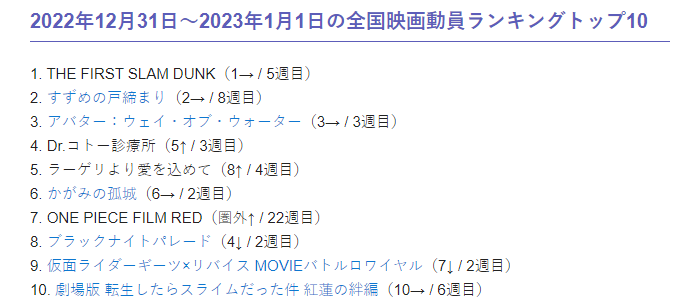 2022年12月31日～2023年1月1日の全国映画動員ランキングトップ10
1. THE FIRST SLAM DUNK（1→ / 5週目）
2. すずめの戸締まり（2→ / 8週目）
3. アバター：ウェイ・オブ・ウォーター（3→ / 3週目）
4. Dr.コトー診療所（5↑ / 3週目）
5. ラーゲリより愛を込めて（8↑ / 4週目）
6. かがみの孤城（6→ / 2週目）
7. ONE PIECE FILM RED（圏外↑ / 22週目）
8. ブラックナイトパレード（4↓ / 2週目）
9. 仮面ライダーギーツ×リバイス MOVIEバトルロワイヤル（7↓ / 2週目）
10. 劇場版 転生したらスライムだった件 紅蓮の絆編（10→ / 6週目）